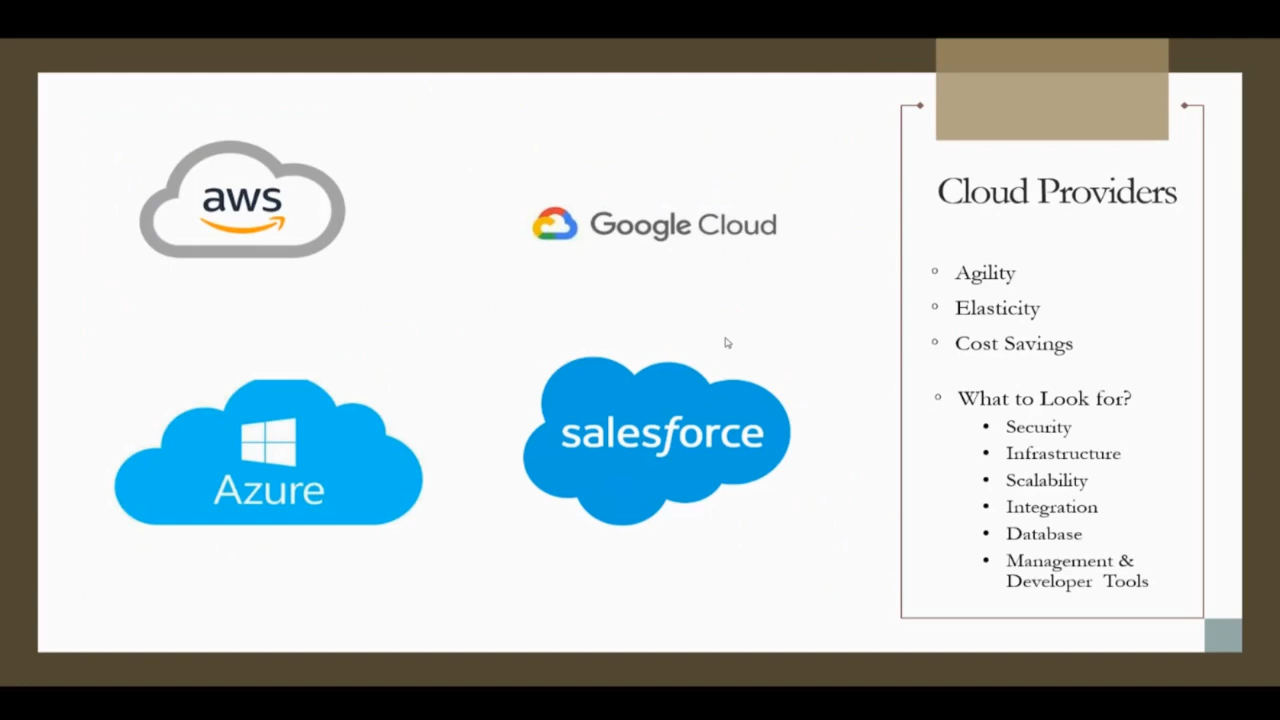 aws
Google Cloud
Azure
salesforce
Cloud Providers
Agility
Elasticity
Cost Savings
What to Look for?
Security
Infrastructure
Scalability
Integration
Database
Management &
Developer Tools